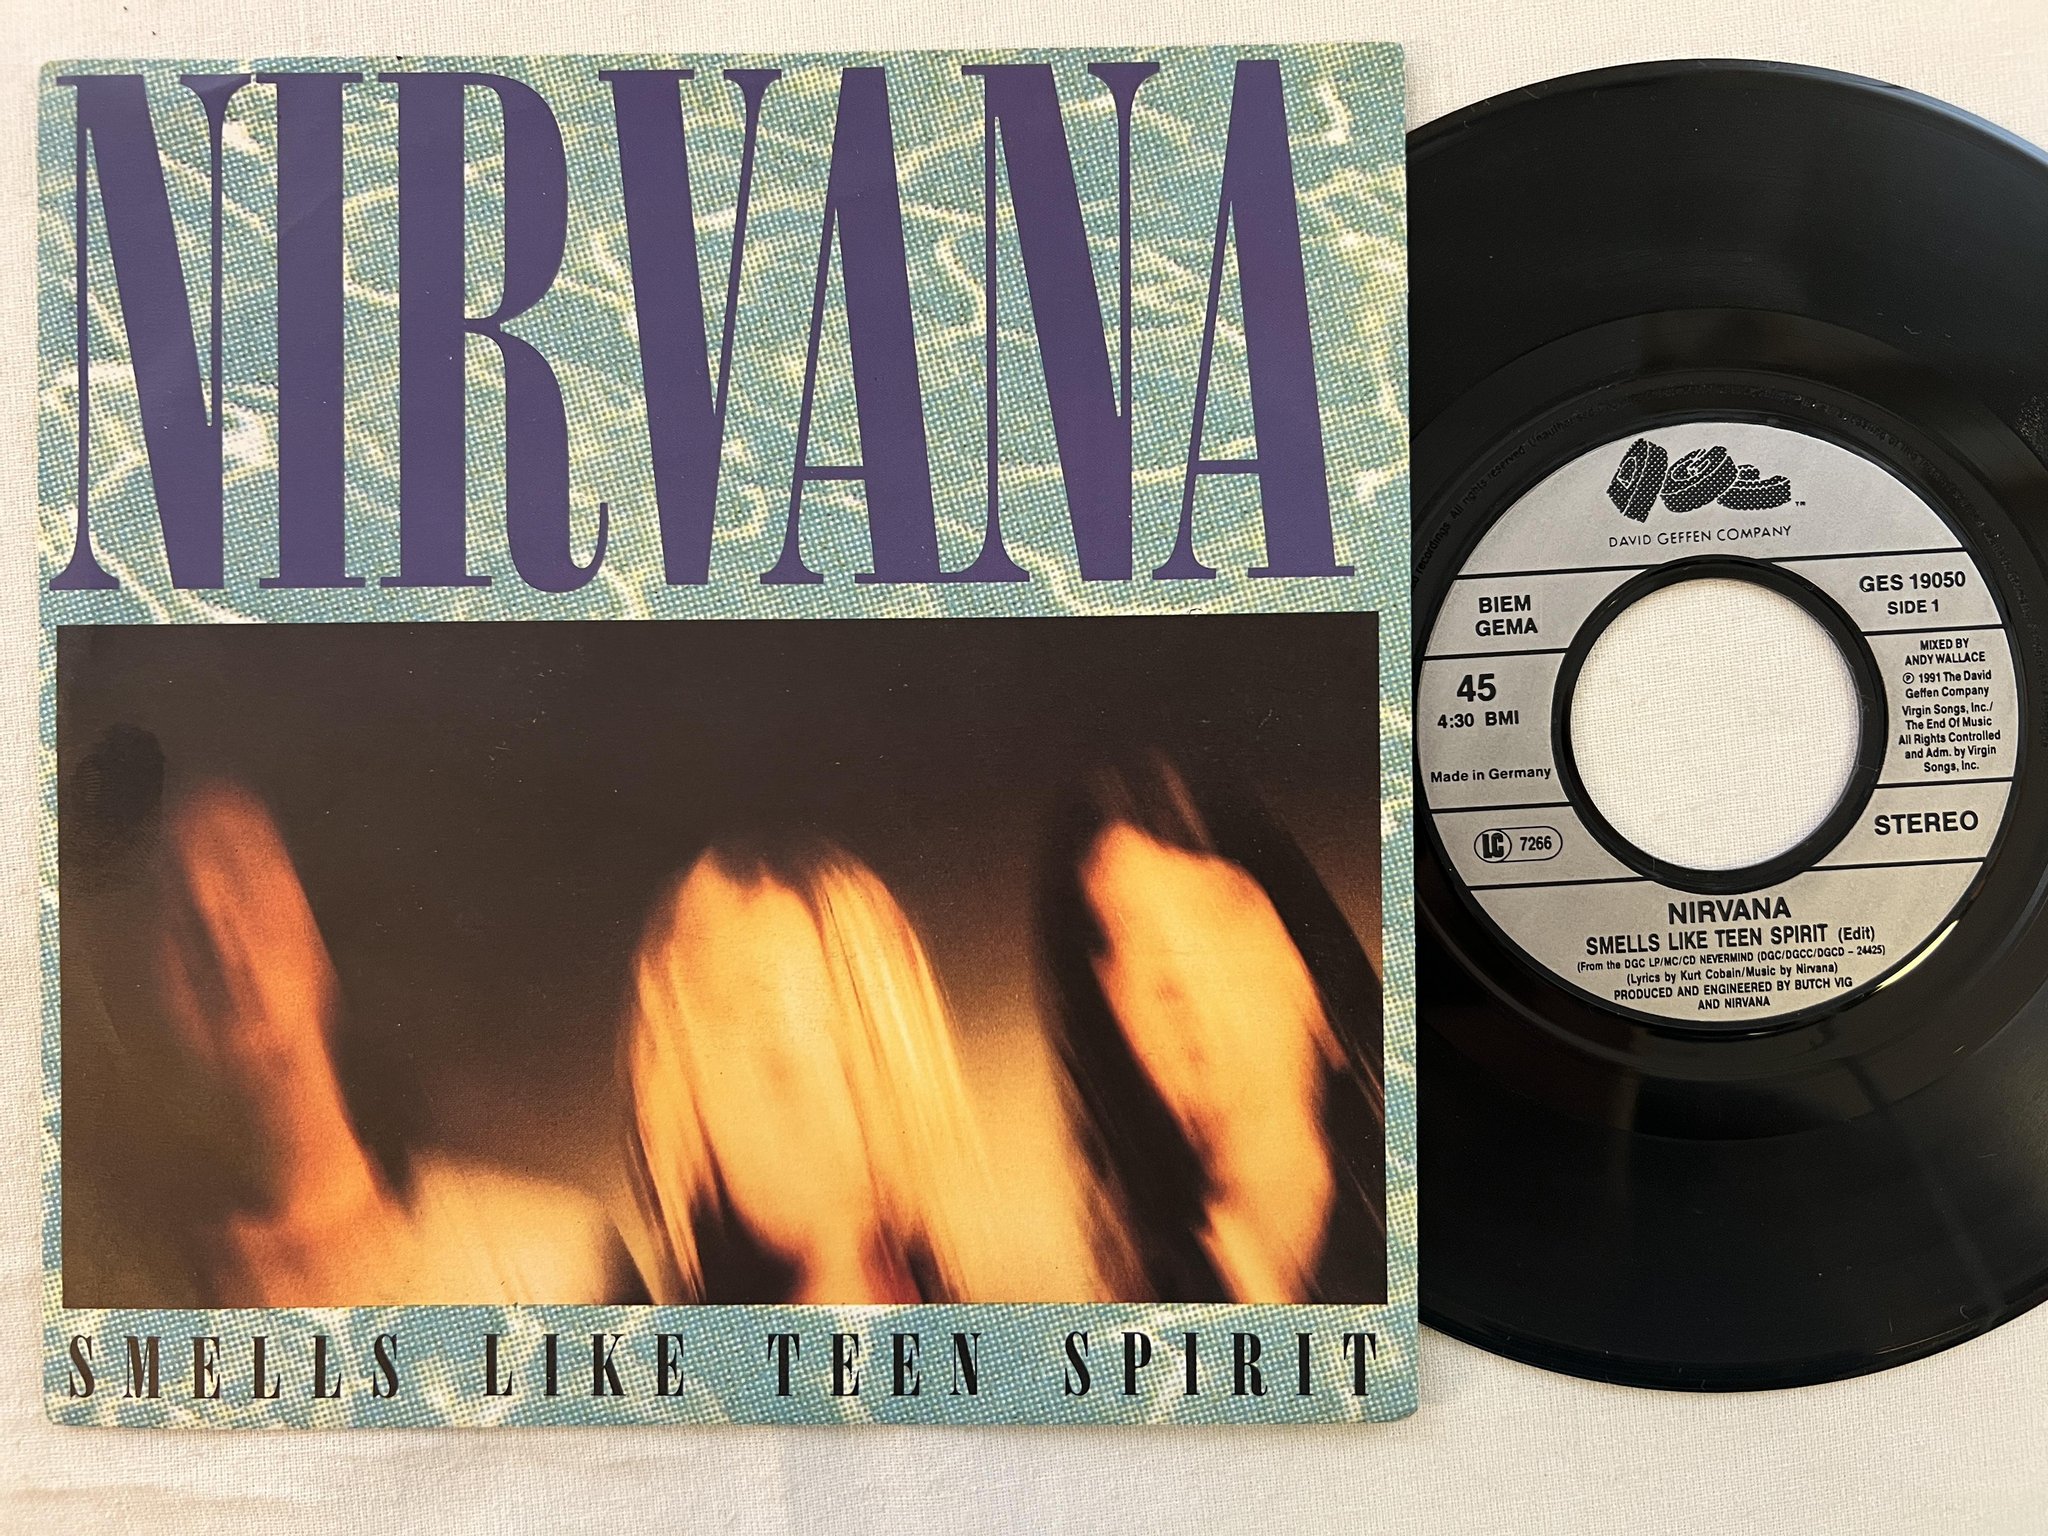 NIRVANA
SMELLS LIKE TEEN SPIRIT
DGC™
DAVID GEFFEN COMPANY
BIEM
GEMA
45
4:30 BMI
Made in Germany
LC 7266
GES 19050
SIDE 1
MIXED BY
ANDY WALLACE
℗ 1991 The David
Geffen Company
Virgin Songs, Inc./
The End Of Music
All Rights Controlled
and Adm. by Virgin
Songs, Inc.
STEREO
NIRVANA
SMELLS LIKE TEEN SPIRIT (Edit)
(From the DGC LP/MC/CD NEVERMIND (DGC/DGCC/DGCD – 24425)
(Lyrics by Kurt Cobain/Music by Nirvana)
PRODUCED AND ENGINEERED BY BUTCH VIG
AND NIRVANA